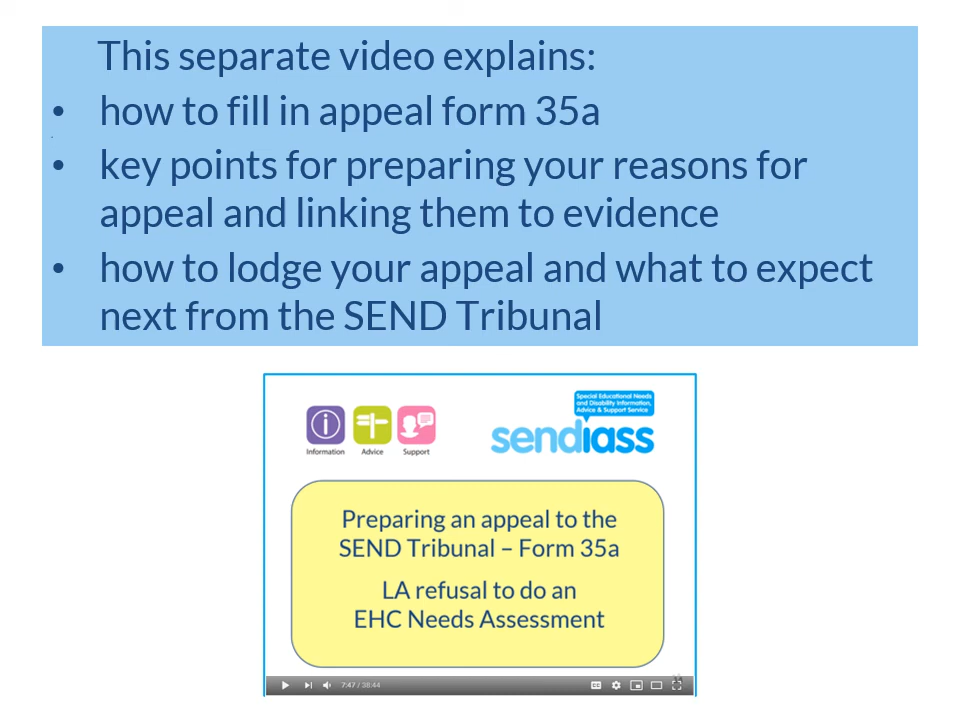 This separate video explains:
• how to fill in appeal form 35a
• key points for preparing your reasons for
appeal and linking them to evidence
• how to lodge your appeal and what to expect
next from the SEND Tribunal
Special Educational Needs
and Disability Information,
Advice & Support Service
sendiass
Information Advice Support
Preparing an appeal to the
SEND Tribunal – Form 35a
LA refusal to do an
EHC Needs Assessment
7:47 / 38:44
CC